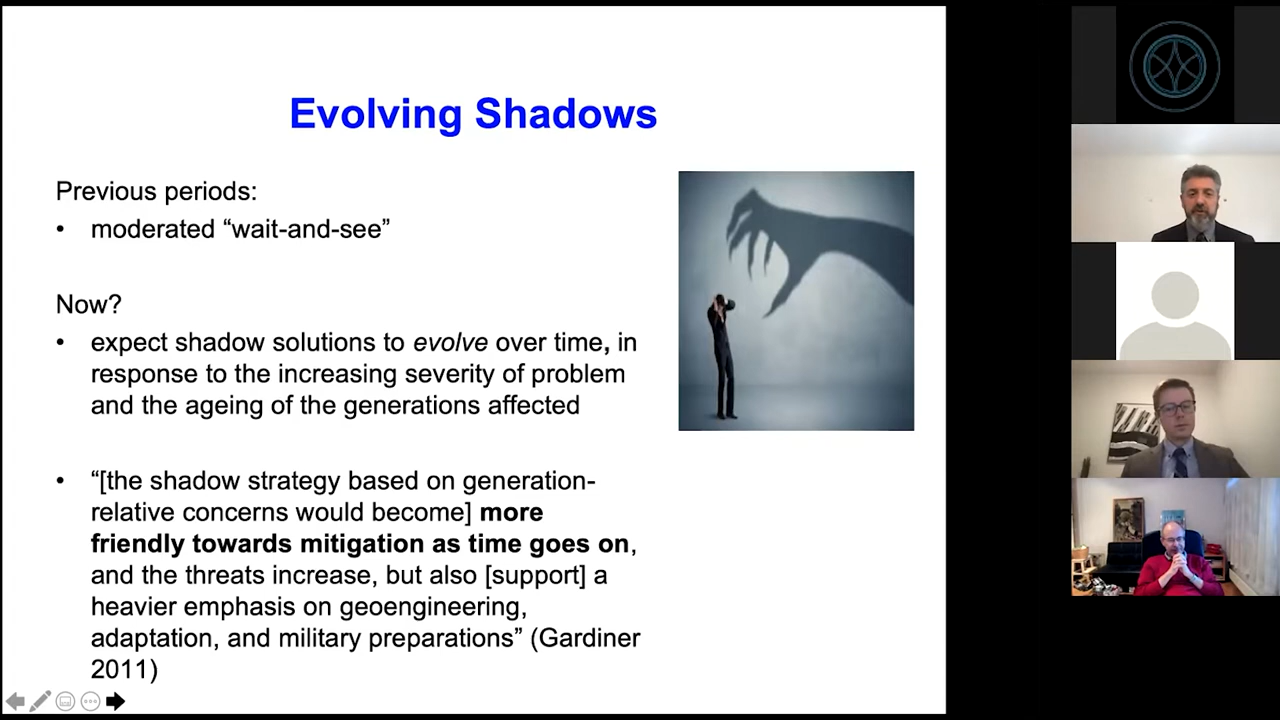 Evolving Shadows
Previous periods:
• moderated “wait-and-see”
Now?
• expect shadow solutions to evolve over time, in
response to the increasing severity of problem
and the ageing of the generations affected
• “[the shadow strategy based on generation-
relative concerns would become] more
friendly towards mitigation as time goes on,
and the threats increase, but also [support] a
heavier emphasis on geoengineering,
adaptation, and military preparations” (Gardiner
2011)